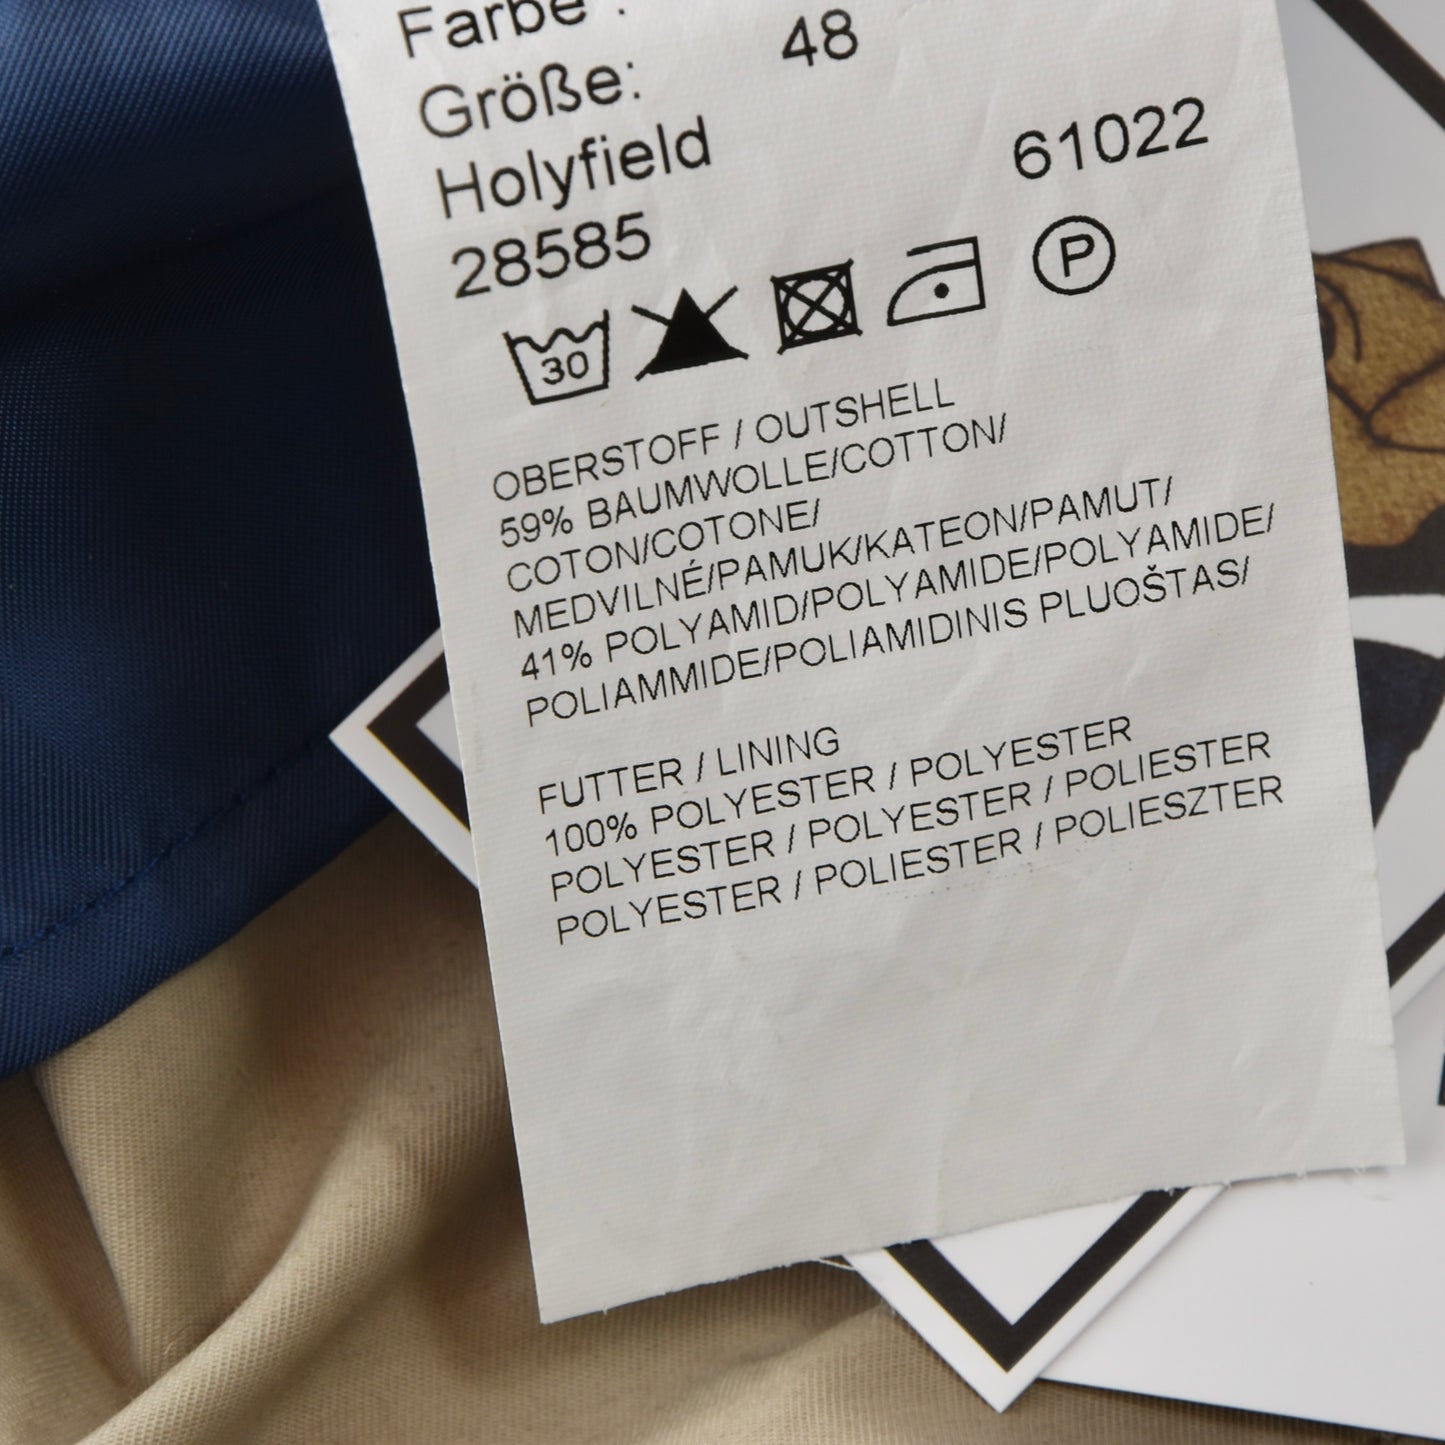 Farbe :
Größe: 48
Holyfield 61022
28585
30 P
OBERSTOFF / OUTSHELL
59% BAUMWOLLE/COTTON/
COTON/COTONE/
MEDVILNÉ/PAMUK/KATEON/PAMUT/
41% POLYAMID/POLYAMIDE/POLYAMIDE/
POLIAMMIDE/POLIAMIDINIS PLUOŠTAS/
FUTTER / LINING
100% POLYESTER / POLYESTER
POLYESTER / POLYESTER / POLIESTER
POLYESTER / POLIESTER / POLIESZTER